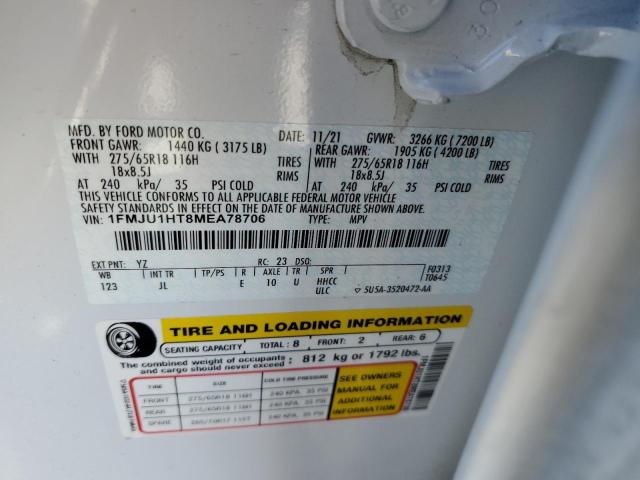 MFD. BY FORD MOTOR CO. DATE: 11/21 GVWR: 3266 KG (7200 LB)
FRONT GAWR: 1440 KG (3175 LB) REAR GAWR: 1905 KG (4200 LB)
WITH 275/65R18 116H TIRES WITH 275/65R18 116H TIRES
18x8.5J RIMS 18x8.5J RIMS
AT 240 kPa/ 35 PSI COLD AT 240 kPa/ 35 PSI COLD
THIS VEHICLE CONFORMS TO ALL APPLICABLE FEDERAL MOTOR VEHICLE
SAFETY STANDARDS IN EFFECT ON THE DATE OF MANUFACTURE SHOWN ABOVE.
VIN: 1FMJU1HT8MEA78706 TYPE: MPV
EXT PNT: YZ RC: 23 DSO: F0313
WB INT TR TP/PS R AXLE TR SPR T0645
123 JL E 10 U HHCC
ULC 5U5A-3520472-AA
TIRE AND LOADING INFORMATION
SEATING CAPACITY TOTAL: 8 FRONT: 2 REAR: 6
The combined weight of occupants and cargo should never exceed: 812 kg or 1792 lbs.
TIRE SIZE COLD TIRE PRESSURE
FRONT 275/65R18 116H 240 KPA, 35 PSI
REAR 275/65R18 116H 240 KPA, 35 PSI
SPARE
SEE OWNERS
MANUAL FOR
ADDITIONAL
INFORMATION